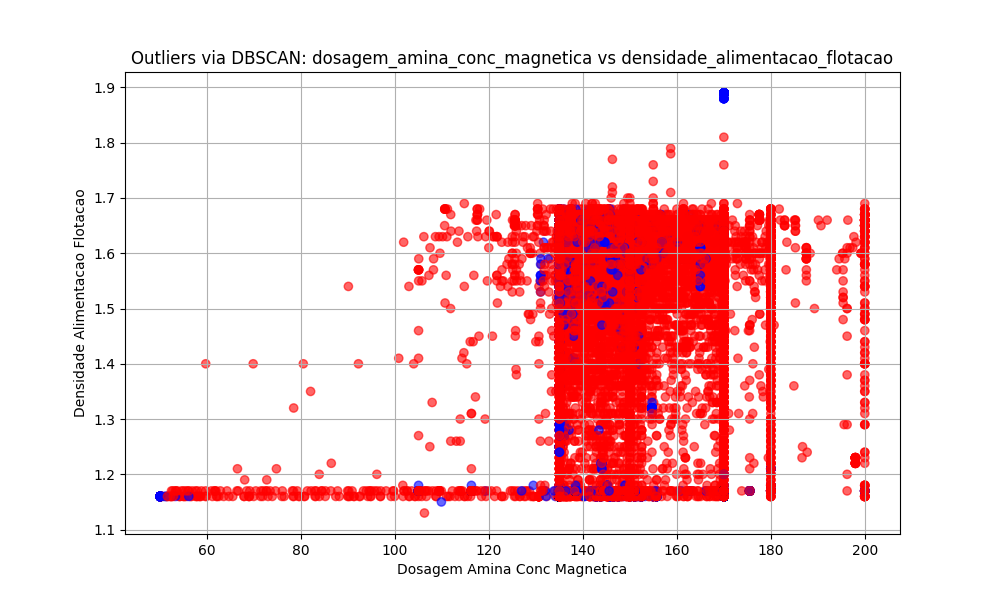 Outliers via DBSCAN: dosagem_amina_conc_magnetica vs densidade_alimentacao_flotacao
Densidade Alimentacao Flotacao
1.9
1.8
1.7
1.6
1.5
1.4
1.3
1.2
1.1
60 80 100 120 140 160 180 200
Dosagem Amina Conc Magnetica